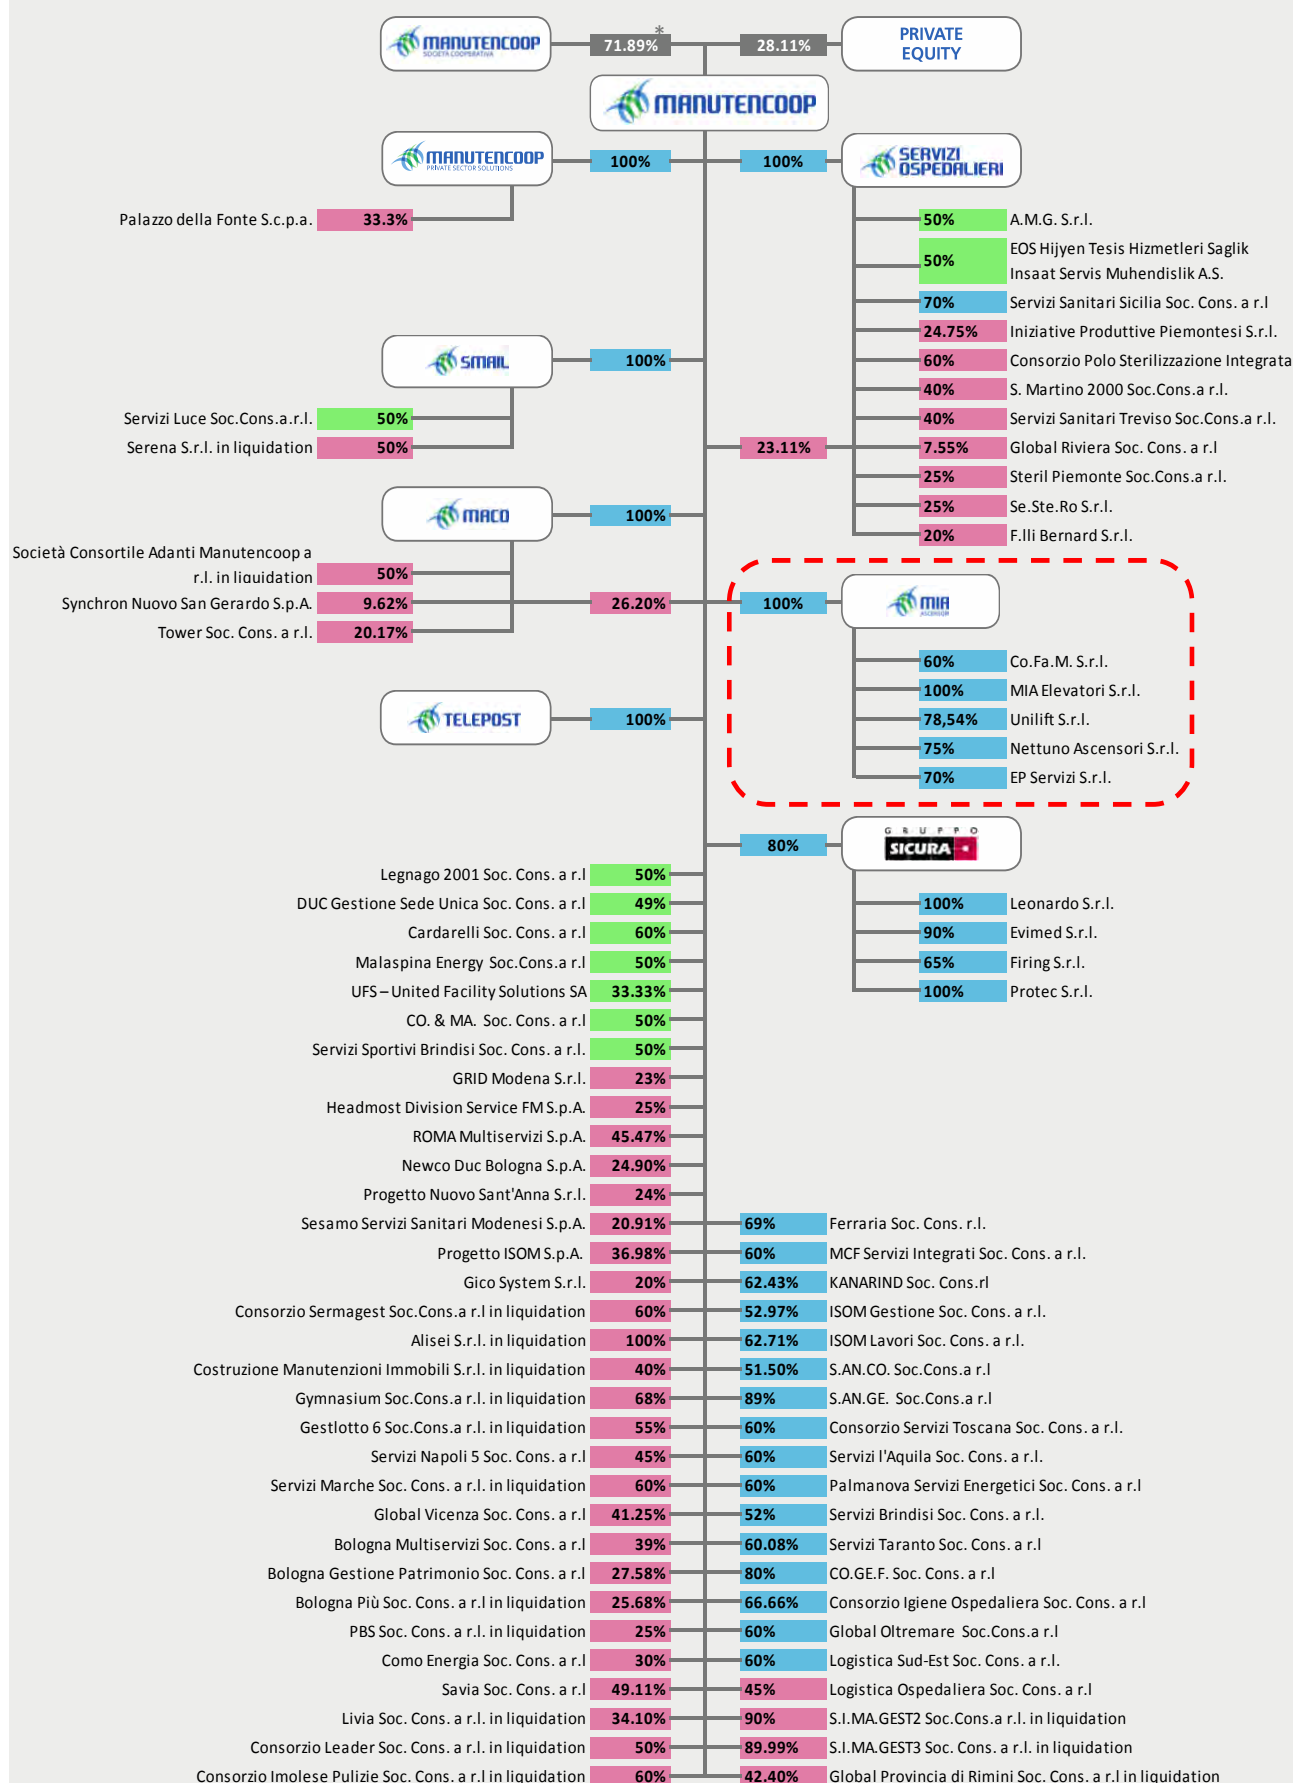 MANUTENCOOP
SOCIETÀ COOPERATIVA
71.89%
*
28.11%
PRIVATE
EQUITY
MANUTENCOOP
MANUTENCOOP
PRIVATE SECTOR SOLUTIONS
100%
100%
SERVIZI
OSPEDALIERI
Palazzo della Fonte S.c.p.a. 33.3%
50% A.M.G. S.r.l.
50% EOS Hijyen Tesis Hizmetleri Saglik
Insaat Servis Muhendislik A.S.
70% Servizi Sanitari Sicilia Soc. Cons. a r.l
24.75% Iniziative Produttive Piemontesi S.r.l.
60% Consorzio Polo Sterilizzazione Integrata
40% S. Martino 2000 Soc.Cons.a r.l.
40% Servizi Sanitari Treviso Soc.Cons.a r.l.
23.11%
7.55% Global Riviera Soc. Cons. a r.l
25% Steril Piemonte Soc.Cons.a r.l.
25% Se.Ste.Ro S.r.l.
20% F.lli Bernard S.r.l.
SMAIL
100%
Servizi Luce Soc.Cons.a.r.l. 50%
Serena S.r.l. in liquidation 50%
MACO
100%
Società Consortile Adanti Manutencoop a
r.l. in liquidation 50%
Synchron Nuovo San Gerardo S.p.A. 9.62%
26.20%
Tower Soc. Cons. a r.l. 20.17%
100%
MIA
ASCENSORI
60% Co.Fa.M. S.r.l.
100% MIA Elevatori S.r.l.
78,54% Unilift S.r.l.
75% Nettuno Ascensori S.r.l.
70% EP Servizi S.r.l.
TELEPOST
100%
80%
GRUPPO
SICURA
100% Leonardo S.r.l.
90% Evimed S.r.l.
65% Firing S.r.l.
100% Protec S.r.l.
Legnago 2001 Soc. Cons. a r.l 50%
DUC Gestione Sede Unica Soc. Cons. a r.l 49%
Cardarelli Soc. Cons. a r.l 60%
Malaspina Energy Soc.Cons.a r.l 50%
UFS – United Facility Solutions SA 33.33%
CO. & MA. Soc. Cons. a r.l 50%
Servizi Sportivi Brindisi Soc. Cons. a r.l. 50%
GRID Modena S.r.l. 23%
Headmost Division Service FM S.p.A. 25%
ROMA Multiservizi S.p.A. 45.47%
Newco Duc Bologna S.p.A. 24.90%
Progetto Nuovo Sant'Anna S.r.l. 24%
Sesamo Servizi Sanitari Modenesi S.p.A. 20.91%
Progetto ISOM S.p.A. 36.98%
Gico System S.r.l. 20%
Consorzio Sermagest Soc.Cons.a r.l in liquidation 60%
Alisei S.r.l. in liquidation 100%
Costruzione Manutenzioni Immobili S.r.l. in liquidation 40%
Gymnasium Soc.Cons.a r.l. in liquidation 68%
Gestlotto 6 Soc.Cons.a r.l. in liquidation 55%
Servizi Napoli 5 Soc. Cons. a r.l 45%
Servizi Marche Soc. Cons. a r.l. in liquidation 60%
Global Vicenza Soc. Cons. a r.l 41.25%
Bologna Multiservizi Soc. Cons. a r.l 39%
Bologna Gestione Patrimonio Soc. Cons. a r.l 27.58%
Bologna Più Soc. Cons. a r.l in liquidation 25.68%
PBS Soc. Cons. a r.l. in liquidation 25%
Como Energia Soc. Cons. a r.l 30%
Savia Soc. Cons. a r.l 49.11%
Livia Soc. Cons. a r.l. in liquidation 34.10%
Consorzio Leader Soc. Cons. a r.l. in liquidation 50%
Consorzio Imolese Pulizie Soc. Cons. a r.l in liquidation 60%
69% Ferraria Soc. Cons. r.l.
60% MCF Servizi Integrati Soc. Cons. a r.l.
62.43% KANARIND Soc. Cons.rl
52.97% ISOM Gestione Soc. Cons. a r.l.
62.71% ISOM Lavori Soc. Cons. a r.l.
51.50% S.AN.CO. Soc.Cons.a r.l
89% S.AN.GE. Soc.Cons.a r.l
60% Consorzio Servizi Toscana Soc. Cons. a r.l.
60% Servizi l'Aquila Soc. Cons. a r.l.
60% Palmanova Servizi Energetici Soc. Cons. a r.l
52% Servizi Brindisi Soc. Cons. a r.l.
60.08% Servizi Taranto Soc. Cons. a r.l
80% CO.GE.F. Soc. Cons. a r.l
66.66% Consorzio Igiene Ospedaliera Soc. Cons. a r.l
60% Global Oltremare Soc.Cons.a r.l
60% Logistica Sud-Est Soc. Cons. a r.l.
45% Logistica Ospedaliera Soc. Cons. a r.l
90% S.I.MA.GEST2 Soc.Cons.a r.l. in liquidation
89.99% S.I.MA.GEST3 Soc. Cons. a r.l. in liquidation
42.40% Global Provincia di Rimini Soc. Cons. a r.l in liquidation